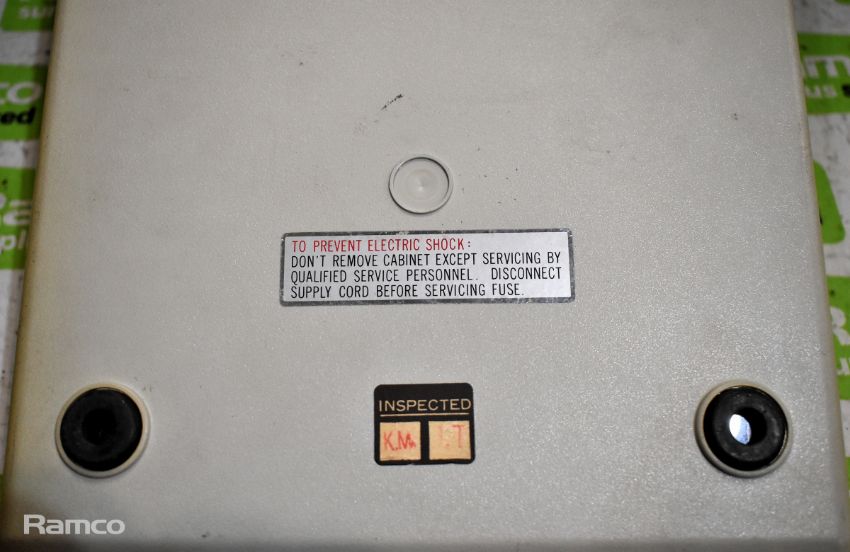 TO PREVENT ELECTRIC SHOCK:
DON'T REMOVE CABINET EXCEPT SERVICING BY
QUALIFIED SERVICE PERSONNEL. DISCONNECT
SUPPLY CORD BEFORE SERVICING FUSE.
INSPECTED
K.M.
Ramco